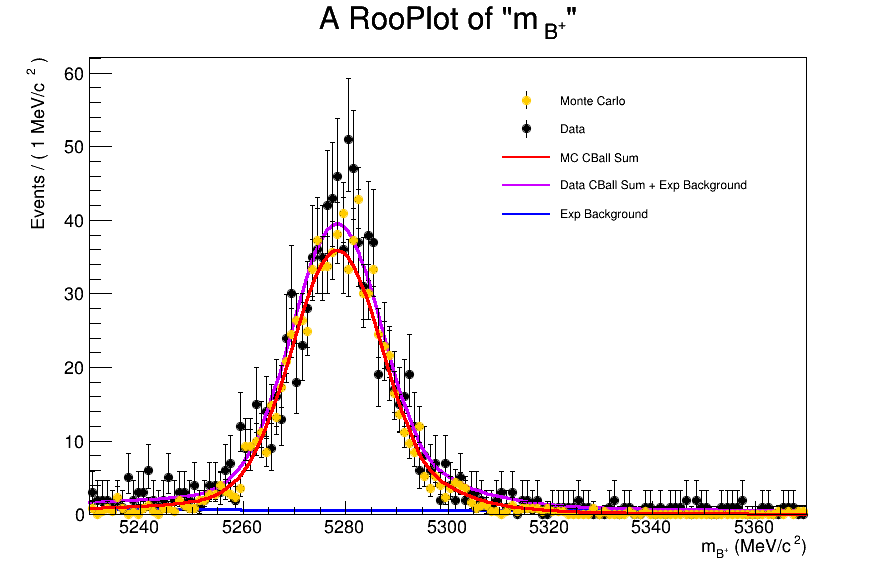 A RooPlot of "m B+"
Events / ( 1 MeV/c 2 )
60
50
40
30
20
10
0
Monte Carlo
Data
MC CBall Sum
Data CBall Sum + Exp Background
Exp Background
5240 5260 5280 5300 5320 5340 5360
m B+ (MeV/c 2)